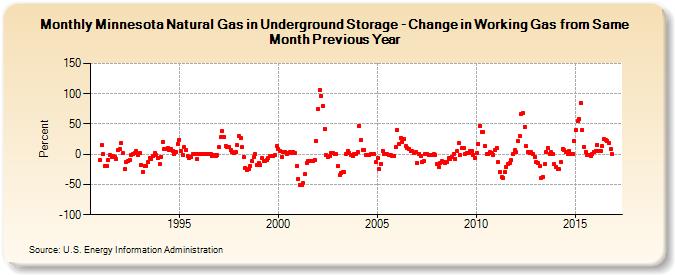 Monthly Minnesota Natural Gas in Underground Storage - Change in Working Gas from Same
Month Previous Year
Percent
150
100
50
0
-50
-100
1995
2000
2005
2010
2015
Source: U.S. Energy Information Administration